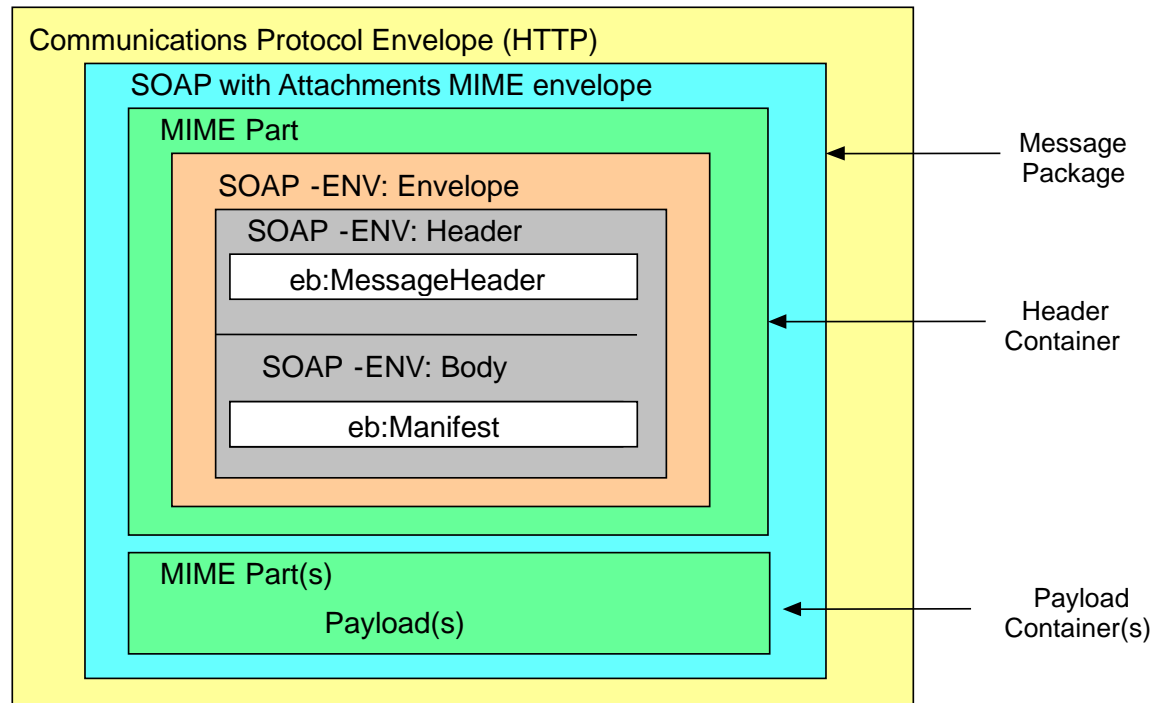 Communications Protocol Envelope (HTTP)
SOAP with Attachments MIME envelope
MIME Part
SOAP -ENV: Envelope
SOAP -ENV: Header
eb:MessageHeader
SOAP -ENV: Body
eb:Manifest
MIME Part(s)
Payload(s)
Message
Package
Header
Container
Payload
Container(s)